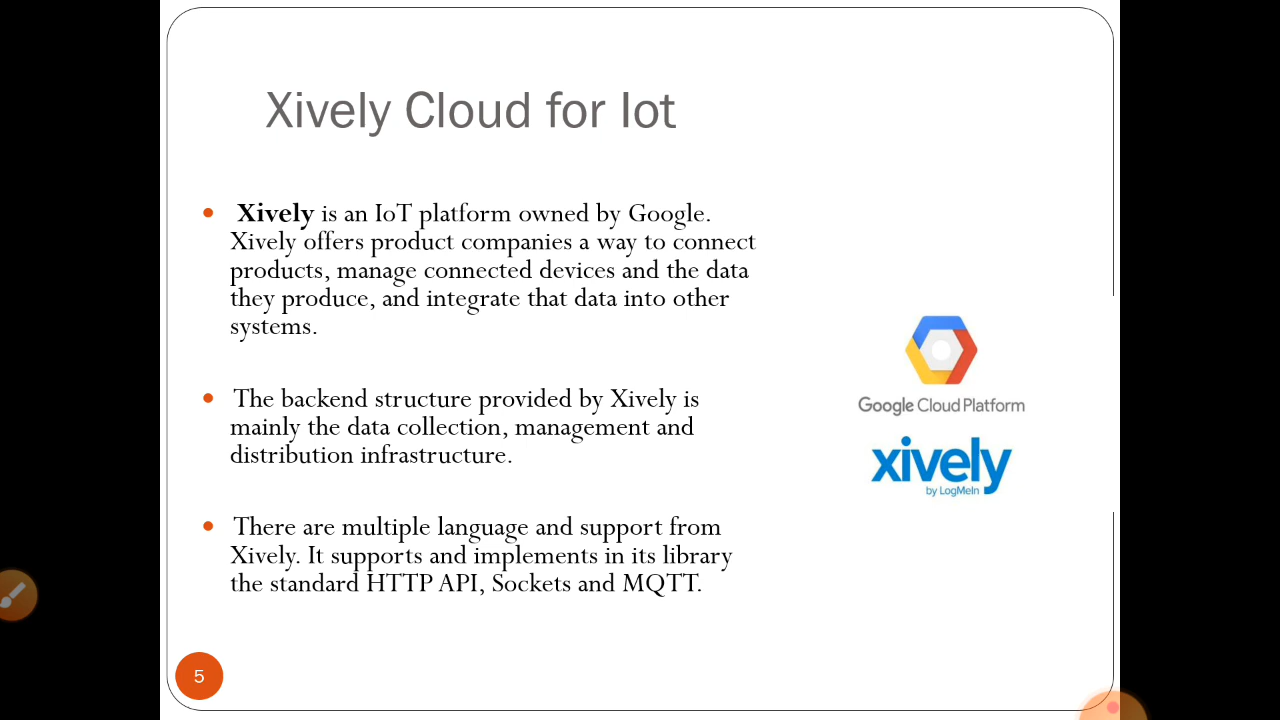 Xively Cloud for Iot
Xively is an IoT platform owned by Google.
Xively offers product companies a way to connect
products, manage connected devices and the data
they produce, and integrate that data into other
systems.
The backend structure provided by Xively is
mainly the data collection, management and
distribution infrastructure.
There are multiple language and support from
Xively. It supports and implements in its library
the standard HTTP API, Sockets and MQTT.
Google Cloud Platform
xively
by LogMeIn
5